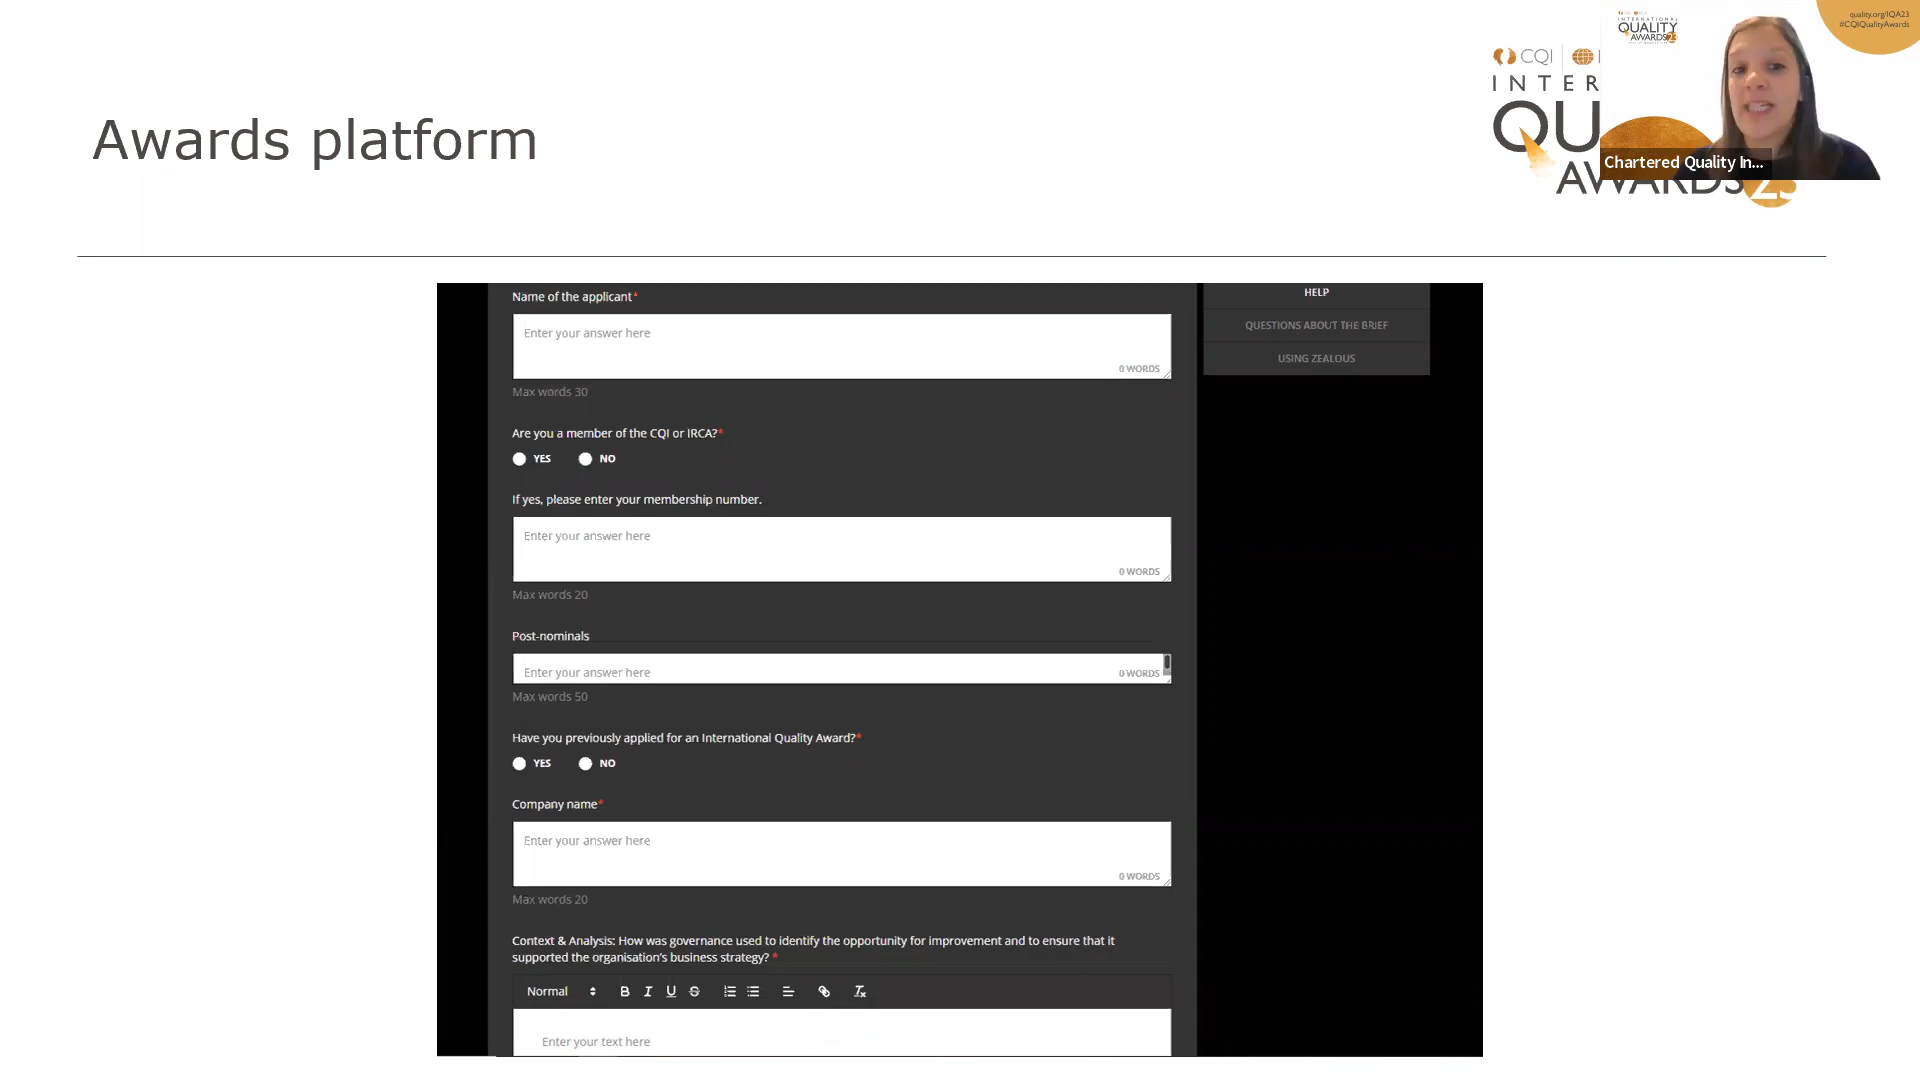 Awards platform
CQI
INTER
QU
AWARDS 23
INTERNATIONAL
QUALITY
AWARDS 23
quality.org/IQA23
#CQIQualityAwards
Chartered Quality In...
Name of the applicant*
Enter your answer here
0 WORDS
Max words 30
Are you a member of the CQI or IRCA?*
YES NO
If yes, please enter your membership number.
Enter your answer here
0 WORDS
Max words 20
Post-nominals
Enter your answer here
0 WORDS
Max words 50
Have you previously applied for an International Quality Award?*
YES NO
Company name*
Enter your answer here
0 WORDS
Max words 20
Context & Analysis: How was governance used to identify the opportunity for improvement and to ensure that it
supported the organisation's business strategy? *
Normal B I U S
Enter your text here
HELP
QUESTIONS ABOUT THE BRIEF
USING ZEALOUS